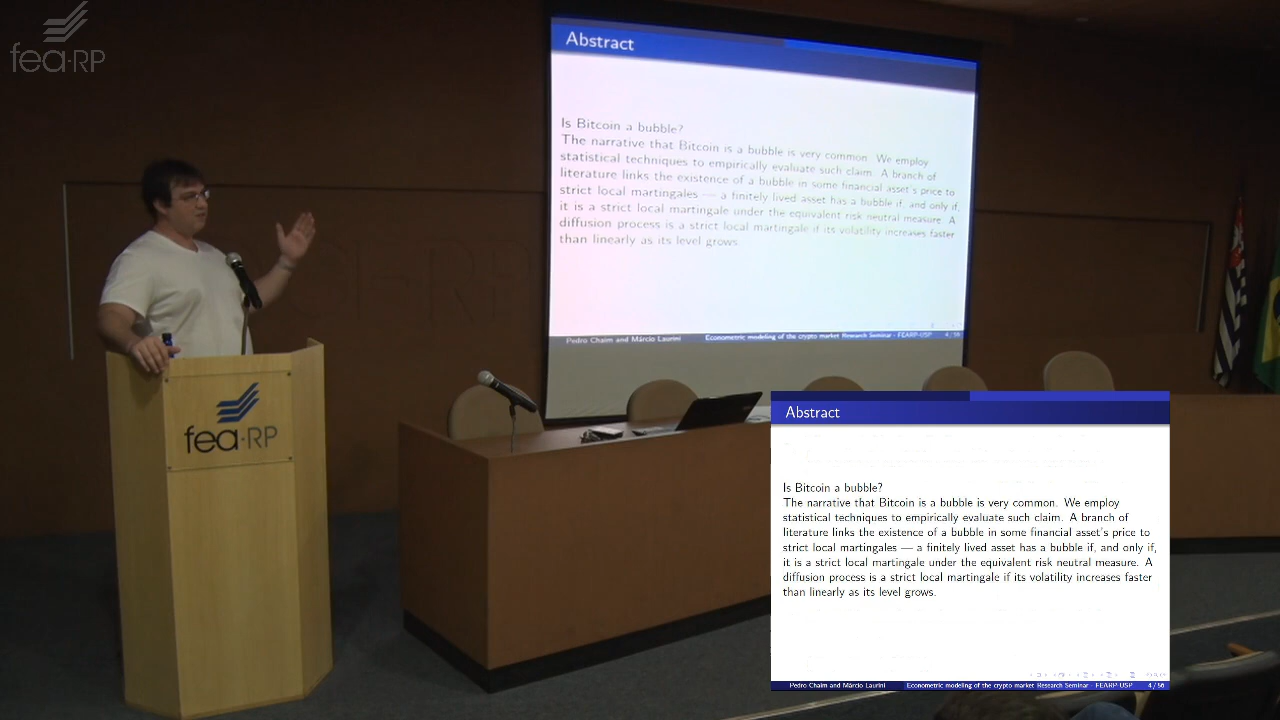 fea·RP
Abstract
Is Bitcoin a bubble?
The narrative that Bitcoin is a bubble is very common. We employ
statistical techniques to empirically evaluate such claim. A branch of
literature links the existence of a bubble in some financial asset's price to
strict local martingales — a finitely lived asset has a bubble if, and only if,
it is a strict local martingale under the equivalent risk neutral measure. A
diffusion process is a strict local martingale if its volatility increases faster
than linearly as its level grows.
Pedro Chaim and Márcio Laurini Econometric modeling of the crypto market Research Seminar - FEARP-USP 4 / 56
fea·RP
Abstract
Is Bitcoin a bubble?
The narrative that Bitcoin is a bubble is very common. We employ
statistical techniques to empirically evaluate such claim. A branch of
literature links the existence of a bubble in some financial asset's price to
strict local martingales — a finitely lived asset has a bubble if, and only if,
it is a strict local martingale under the equivalent risk neutral measure. A
diffusion process is a strict local martingale if its volatility increases faster
than linearly as its level grows.
Pedro Chaim and Márcio Laurini Econometric modeling of the crypto market Research Seminar - FEARP-USP 4 / 56